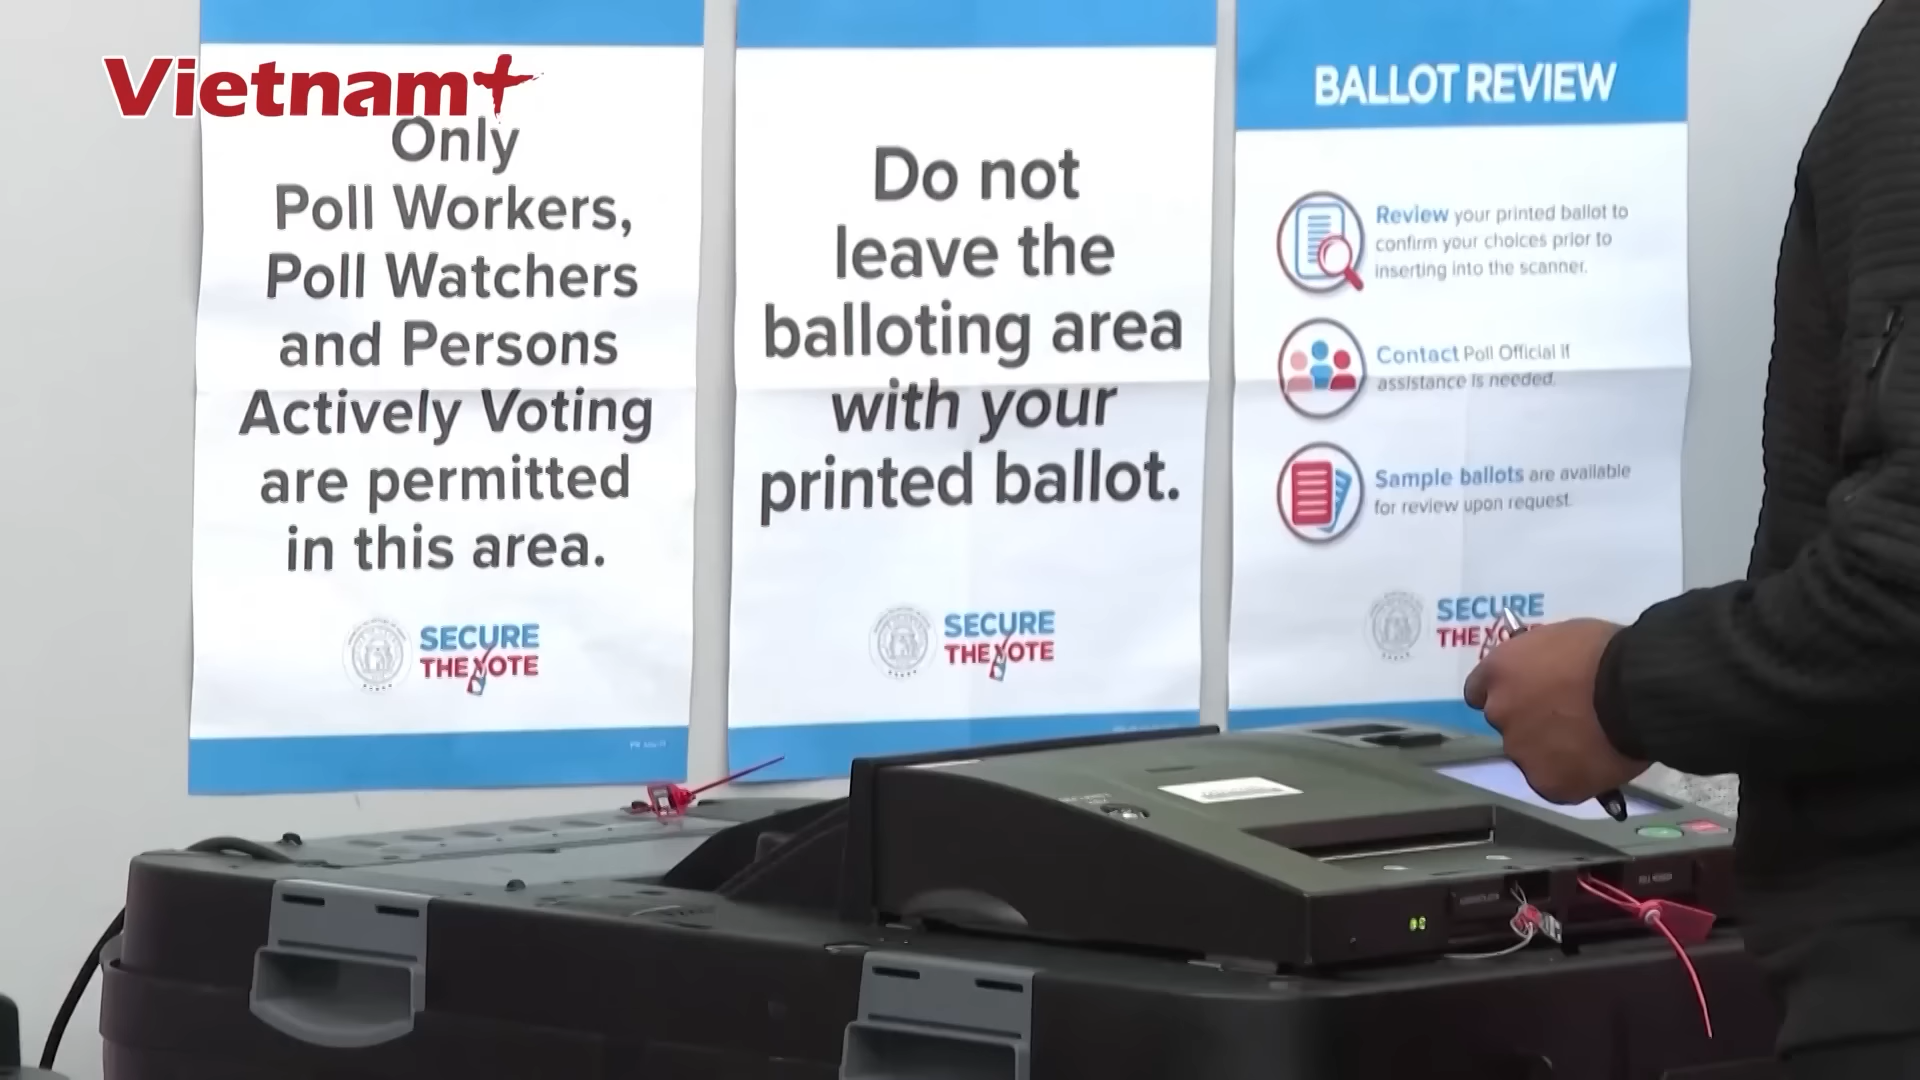 Vietnam+
Only
Poll Workers,
Poll Watchers
and Persons
Actively Voting
are permitted
in this area.
SECURE
THE VOTE
Do not
leave the
balloting area
with your
printed ballot.
SECURE
THE VOTE
BALLOT REVIEW
Review your printed ballot to
confirm your choices prior to
inserting into the scanner.
Contact Poll Official if
assistance is needed.
Sample ballots are available
for review upon request.
SECURE
THE VO